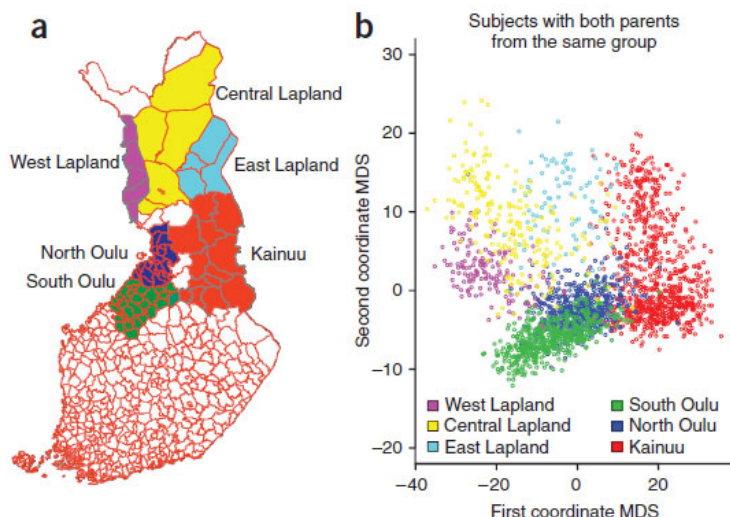 a
Central Lapland
West Lapland
East Lapland
North Oulu
South Oulu
Kainuu
b
Subjects with both parents
from the same group
Second coordinate MDS
30
20
10
0
−10
−20
West Lapland
Central Lapland
East Lapland
South Oulu
North Oulu
Kainuu
−40
−20
0
20
First coordinate MDS